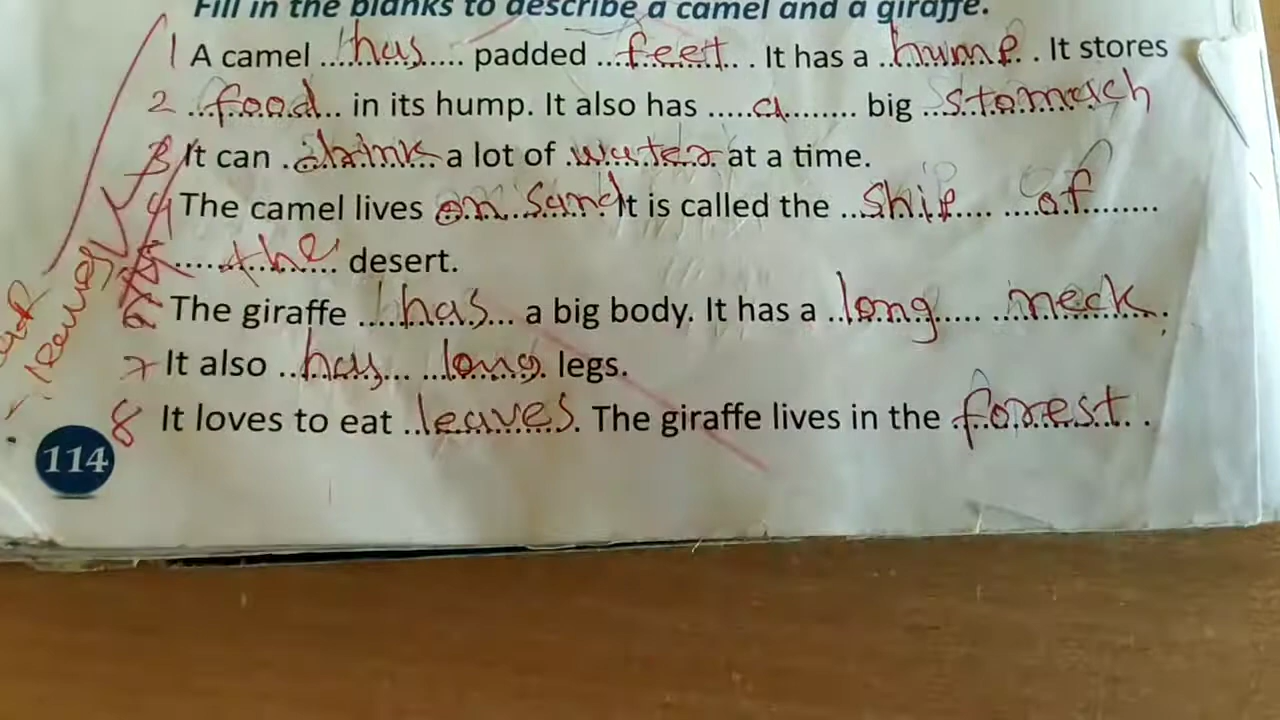 Fill in the blanks to describe a camel and a giraffe.
1 A camel ...has... padded ...feet... . It has a ..hump.. . It stores
2 ...food... in its hump. It also has .....a..... big ...stomach
3 It can ..drink... a lot of ..water.. at a time.
4 The camel lives on sand It is called the ...ship... ...of...
.....the..... desert.
6 The giraffe ...has... a big body. It has a ..long... ...neck..
7 It also ...has... ...long.. legs.
8 It loves to eat ..leaves. The giraffe lives in the ..forest.. .
114